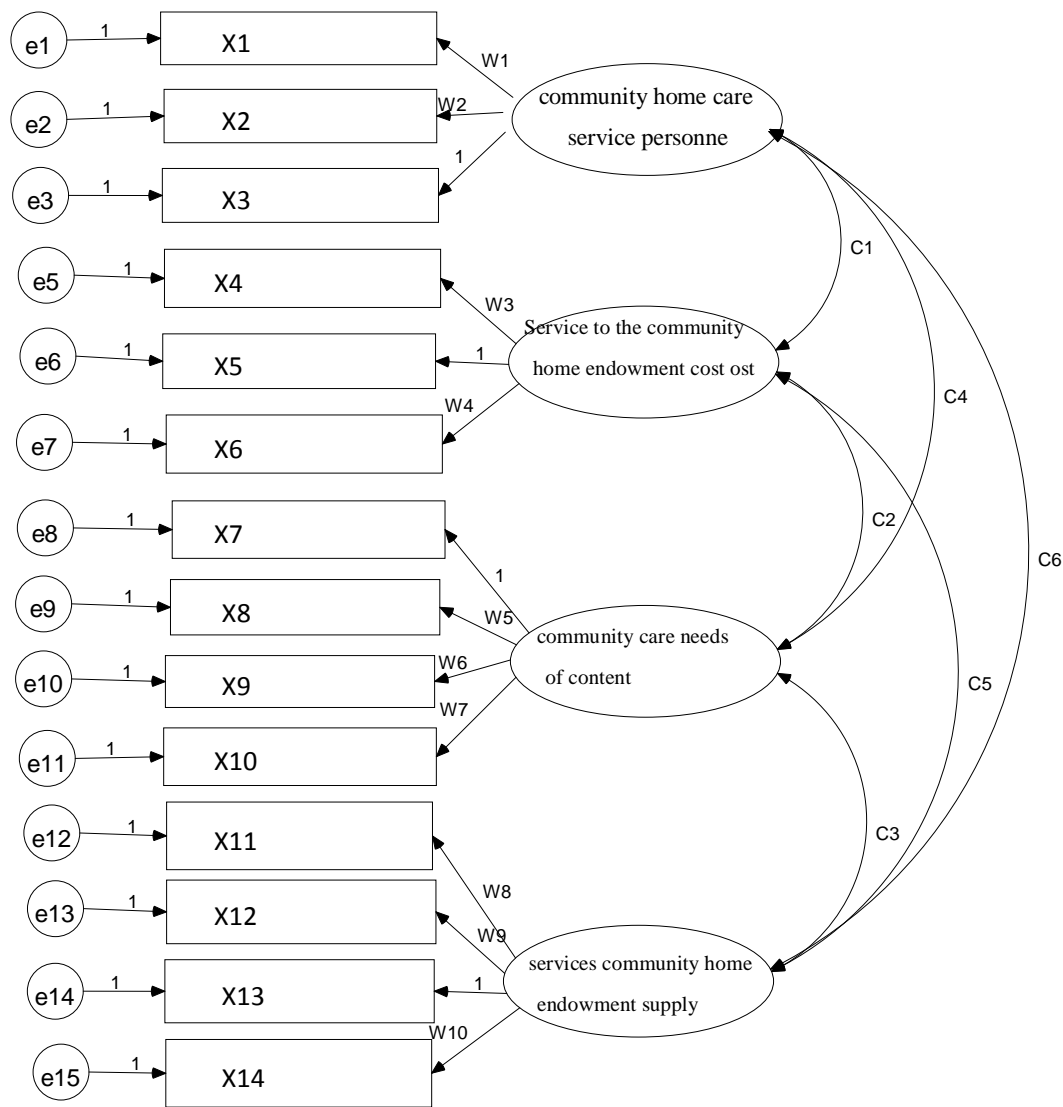 e1 1 X1
W1
community home care
service personne
e2 1 X2
W2
e3 1 X3
1
C1
e5 1 X4
W3
Service to the community
home endowment cost ost
e6 1 X5
1
C4
e7 1 X6
W4
C2
e8 1 X7
1
C6
e9 1 X8
W5
community care needs
of content
e10 1 X9
W6
C5
e11 1 X10
W7
e12 1 X11
C3
W8
e13 1 X12
W9
services community home
endowment supply
e14 1 X13
1
W10
e15 1 X14